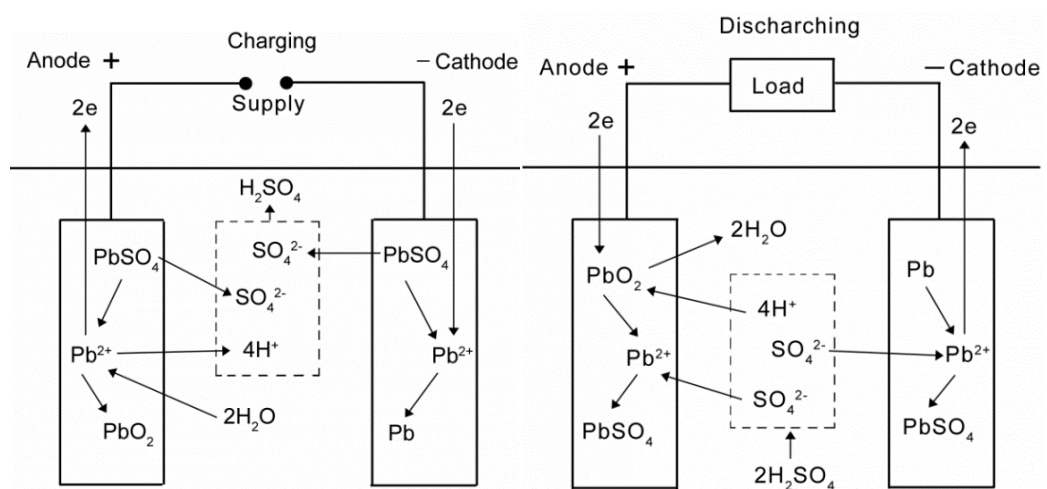 Charging
Anode +
− Cathode
Supply
2e
2e
H₂SO₄
PbSO₄
SO₄²⁻
PbSO₄
SO₄²⁻
Pb²⁺
4H⁺
Pb²⁺
2H₂O
PbO₂
Pb
Discharching
Anode +
− Cathode
Load
2e
2e
2H₂O
PbO₂
Pb
4H⁺
Pb²⁺
SO₄²⁻
Pb²⁺
SO₄²⁻
PbSO₄
PbSO₄
2H₂SO₄